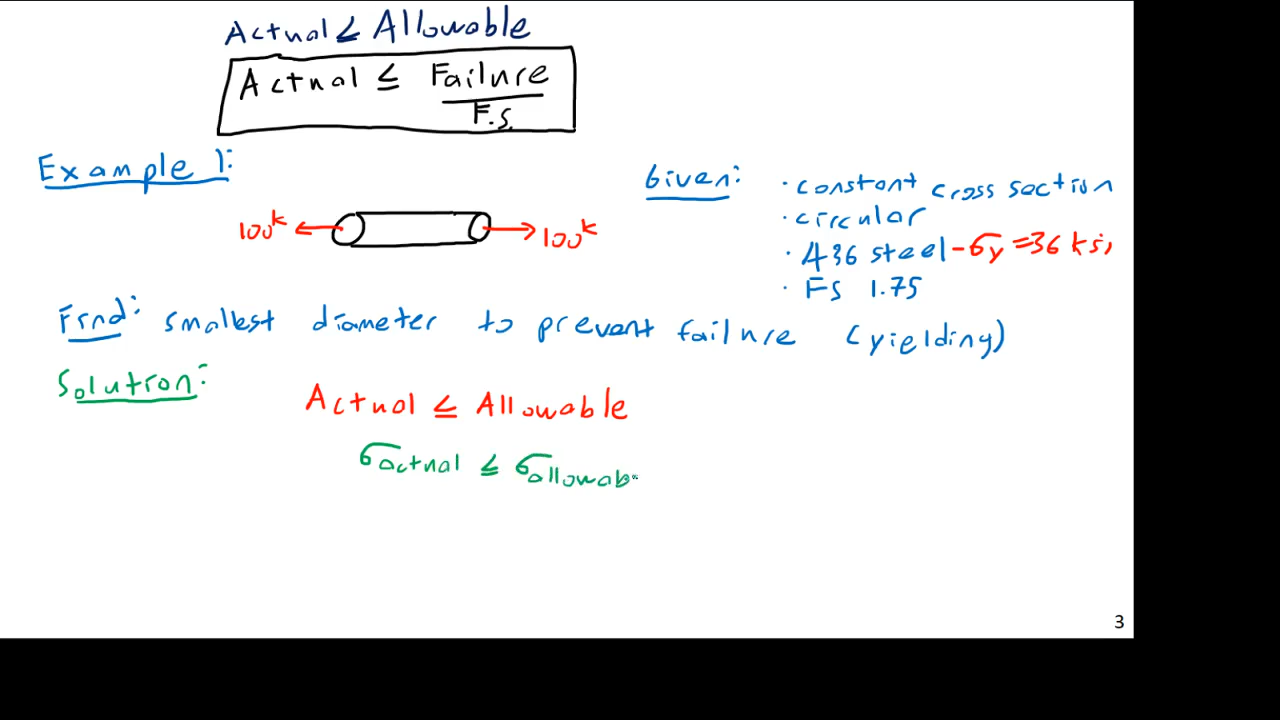 Actual ≤ Allowable
Actual ≤ Failure
F.S.
Example 1:
Given:
· constant cross section
· circular
100k
100k
· A36 steel - σy = 36 ksi
· FS 1.75
Find: smallest diameter to prevent failure (yielding)
Solution:
Actual ≤ Allowable
σactual ≤ σallowab
3